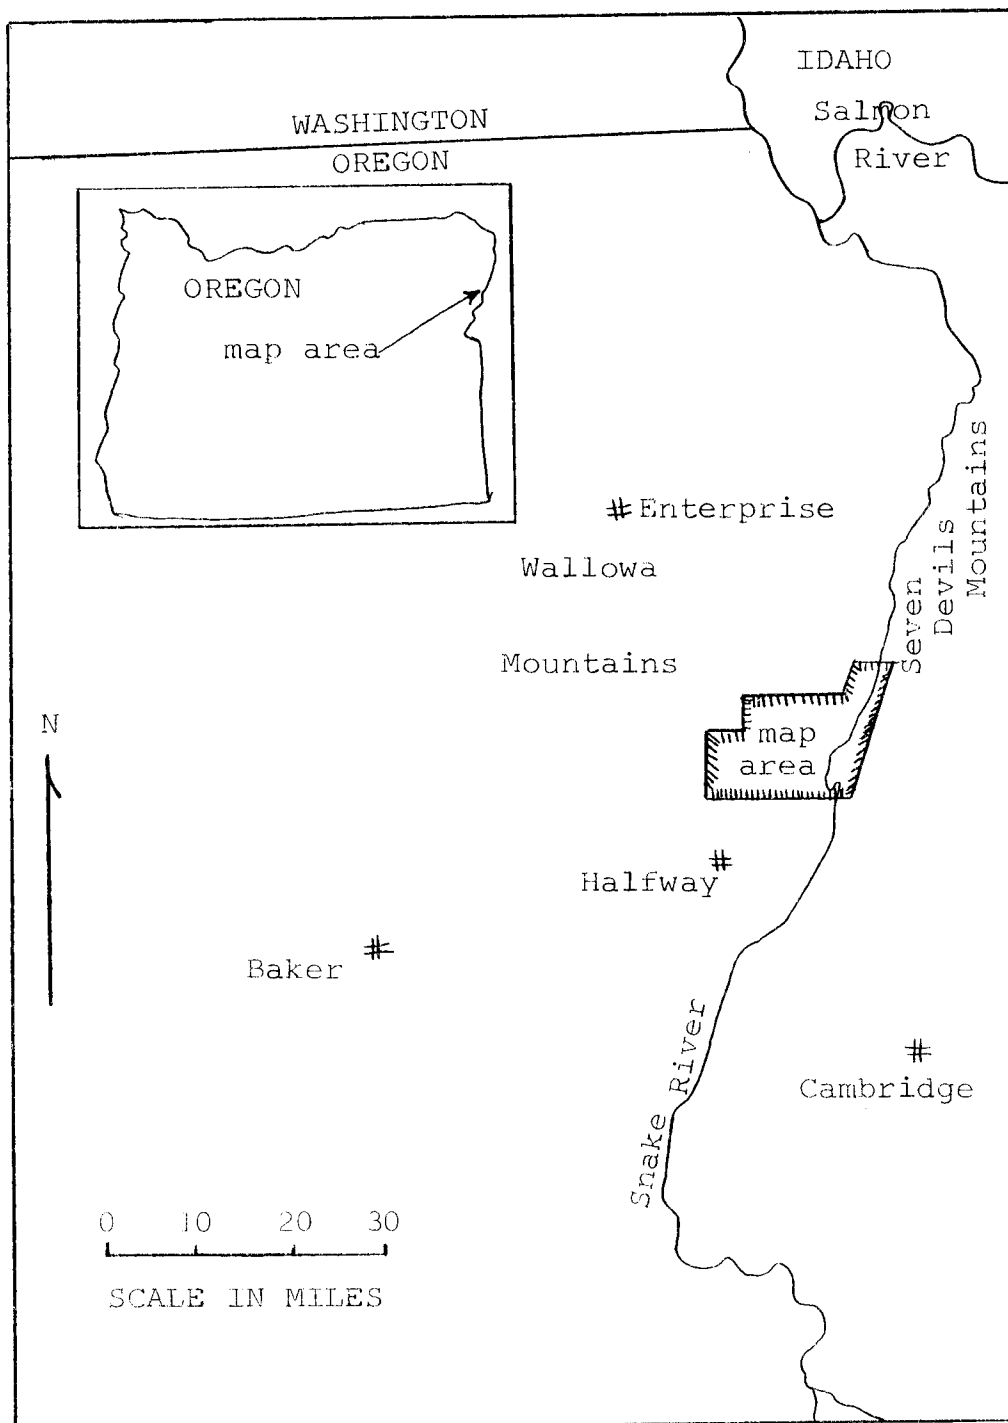 IDAHO
Salmon
River
WASHINGTON
OREGON
OREGON
map area
Enterprise
Wallowa
Mountains
Seven
Devils
Mountains
N
map
area
Halfway
Baker
Snake River
Cambridge
0 10 20 30
SCALE IN MILES